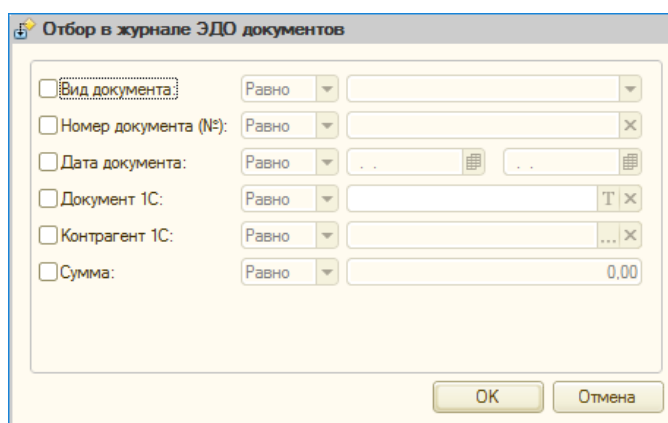 Отбор в журнале ЭДО документов
Вид документа: Равно
Номер документа (№): Равно
Дата документа: Равно . . . .
Документ 1С: Равно T
Контрагент 1С: Равно ...
Сумма: Равно 0,00
OK Отмена